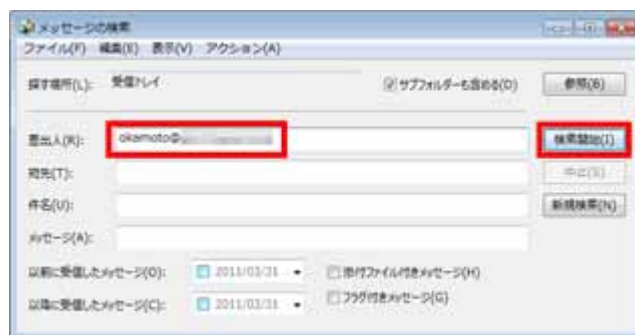 メッセージの検索
ファイル(F) 編集(E) 表示(V) アクション(A)
探す場所(L): 受信トレイ サブフォルダーも含める(D) 参照(B)
差出人(R): okamoto@ 検索開始(I)
宛先(T): 中止(S)
件名(U): 新規検索(N)
メッセージ(A):
以前に受信したメッセージ(O): 2011/03/31 添付ファイル付きメッセージ(H)
以降に受信したメッセージ(C): 2011/03/31 フラグ付きメッセージ(G)